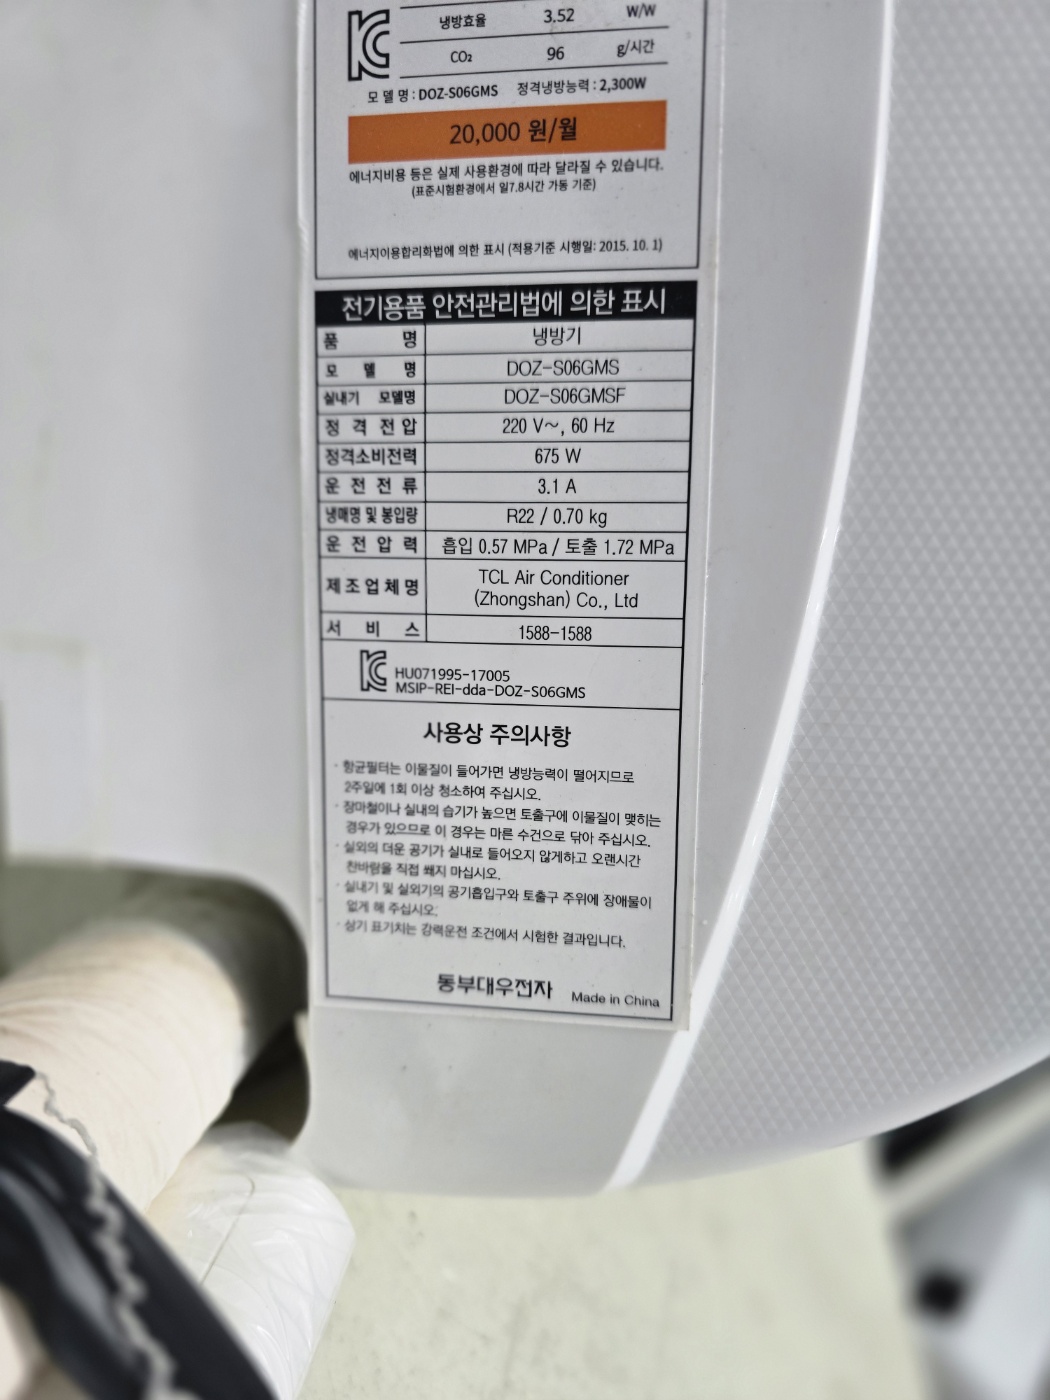 냉방효율 3.52 W/W
CO₂ 96 g/시간
모 델 명 : DOZ-S06GMS 정격냉방능력 : 2,300W
20,000 원/월
에너지비용 등은 실제 사용환경에 따라 달라질 수 있습니다.
(표준시험환경에서 일7.8시간 가동 기준)
에너지이용합리화법에 의한 표시 (적용기준 시행일: 2015. 10. 1)
전기용품 안전관리법에 의한 표시
품 명 냉방기
모 델 명 DOZ-S06GMS
실내기 모델명 DOZ-S06GMSF
정 격 전 압 220 V~, 60 Hz
정격소비전력 675 W
운 전 전 류 3.1 A
냉매명 및 봉입량 R22 / 0.70 kg
운 전 압 력 흡입 0.57 MPa / 토출 1.72 MPa
제 조 업 체 명 TCL Air Conditioner
(Zhongshan) Co., Ltd
서 비 스 1588-1588
HU071995-17005
MSIP-REI-dda-DOZ-S06GMS
사용상 주의사항
· 항균필터는 이물질이 들어가면 냉방능력이 떨어지므로
2주일에 1회 이상 청소하여 주십시오.
· 장마철이나 실내의 습기가 높으면 토출구에 이물질이 맺히는
경우가 있으므로 이 경우는 마른 수건으로 닦아 주십시오.
· 실외의 더운 공기가 실내로 들어오지 않게하고 오랜시간
찬바람을 직접 쐐지 마십시오.
· 실내기 및 실외기의 공기흡입구와 토출구 주위에 장애물이
없게 해 주십시오.
· 상기 표기치는 강력운전 조건에서 시험한 결과입니다.
동부대우전자 Made in China